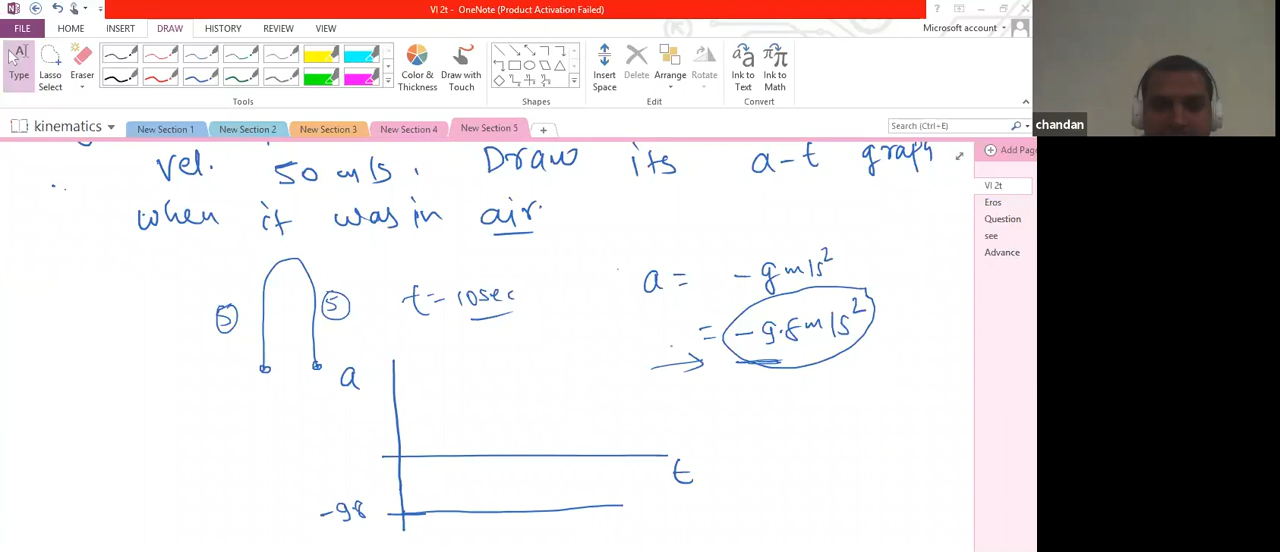 VI 2t - OneNote (Product Activation Failed)
FILE HOME INSERT DRAW HISTORY REVIEW VIEW
Microsoft account
Type
Lasso Select
Eraser
Color & Thickness
Draw with Touch
Insert Space
Delete
Arrange
Rotate
Ink to Text
Ink to Math
Tools
Shapes
Edit
Convert
kinematics
New Section 1
New Section 2
New Section 3
New Section 4
New Section 5
Search (Ctrl+E)
chandan
Add Page
VI 2t
Eros
Question
see
Advance
vel. 50 m/s. Draw its a-t graph
when it was in air.
5
5
t = 10sec
a = -g m/s²
= -9.8 m/s²
a
t
-98